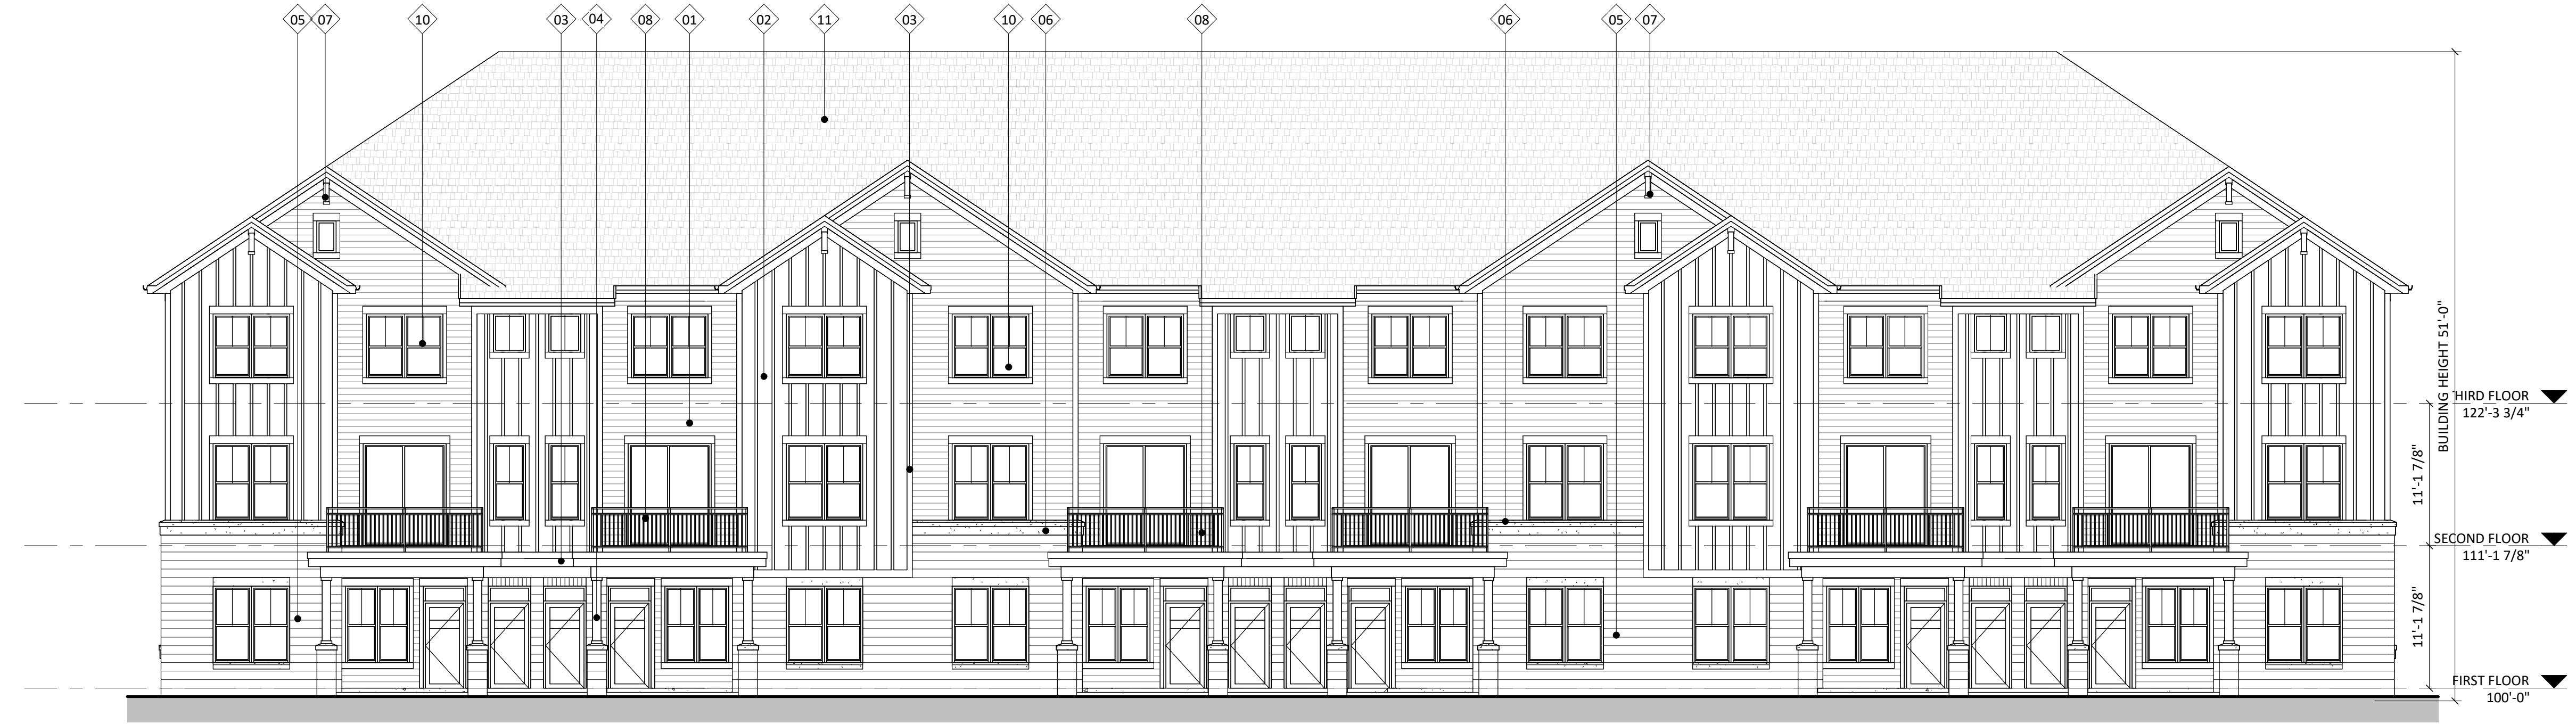 05 07 10 03 04 08 01 02 11 03 10 06 08 06 05 07
BUILDING HEIGHT 51'-0"
THIRD FLOOR
122'-3 3/4"
11'-1 7/8"
SECOND FLOOR
111'-1 7/8"
11'-1 7/8"
FIRST FLOOR
100'-0"